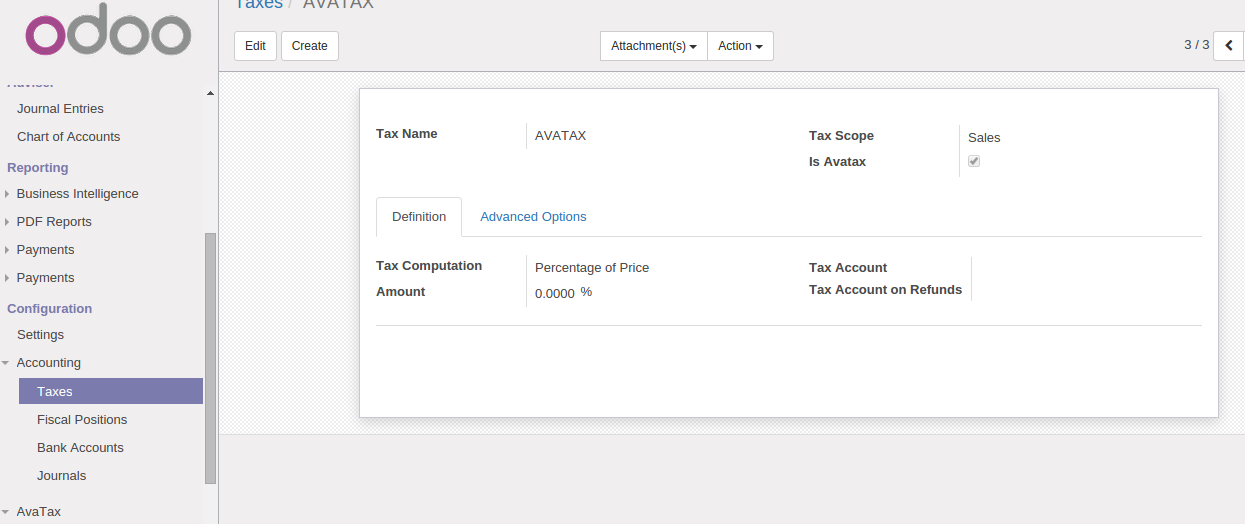 odoo
Adviser
Journal Entries
Chart of Accounts
Reporting
Business Intelligence
PDF Reports
Payments
Payments
Configuration
Settings
Accounting
Taxes
Fiscal Positions
Bank Accounts
Journals
AvaTax
Taxes / AVATAX
Edit Create Attachment(s) Action 3 / 3
Tax Name AVATAX
Tax Scope Sales
Is Avatax
Definition Advanced Options
Tax Computation Percentage of Price
Amount 0.0000 %
Tax Account
Tax Account on Refunds